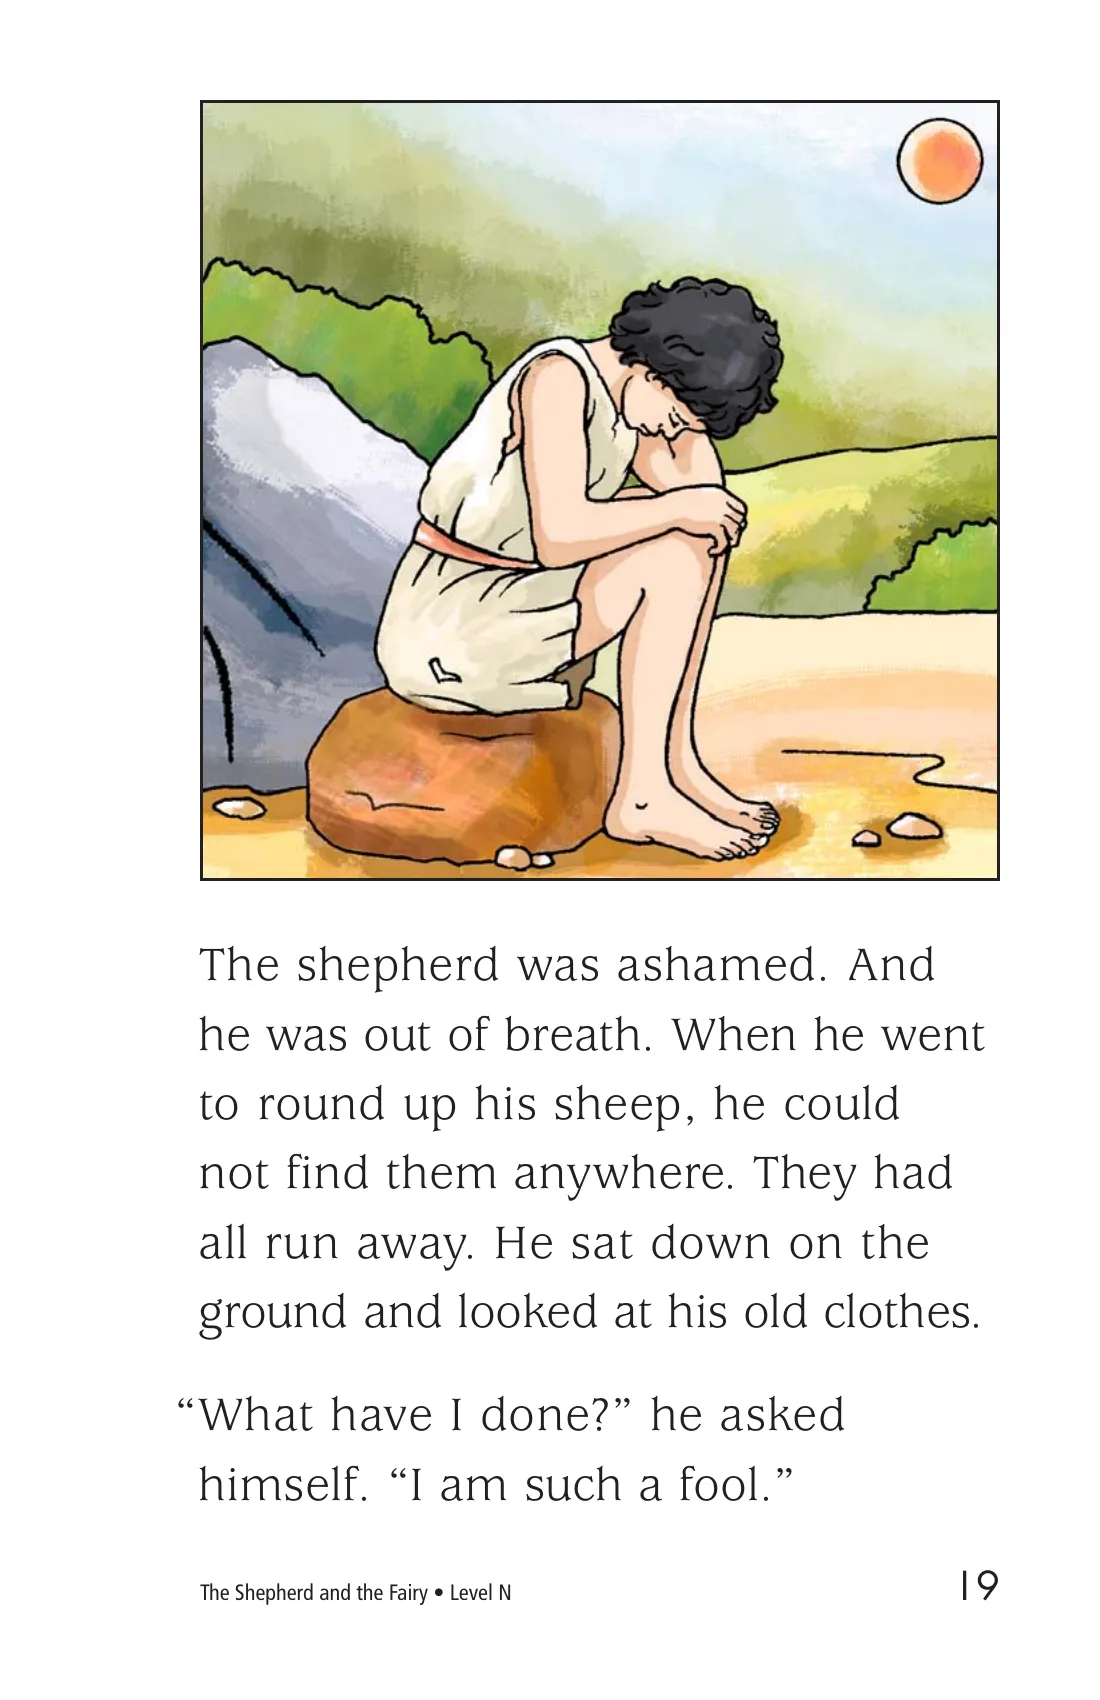 The shepherd was ashamed. And
he was out of breath. When he went
to round up his sheep, he could
not find them anywhere. They had
all run away. He sat down on the
ground and looked at his old clothes.
“What have I done?” he asked
himself. “I am such a fool.”
The Shepherd and the Fairy • Level N
19